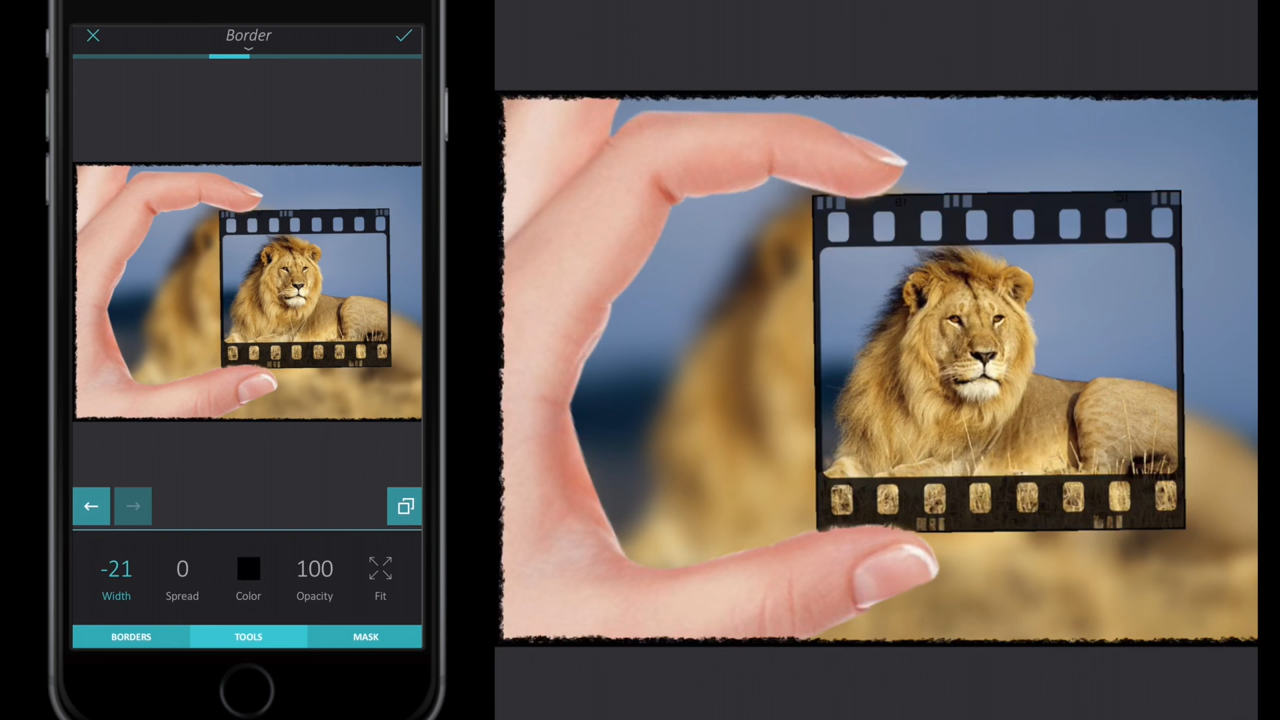 Border
-21
0
100
Width
Spread
Color
Opacity
Fit
BORDERS
TOOLS
MASK